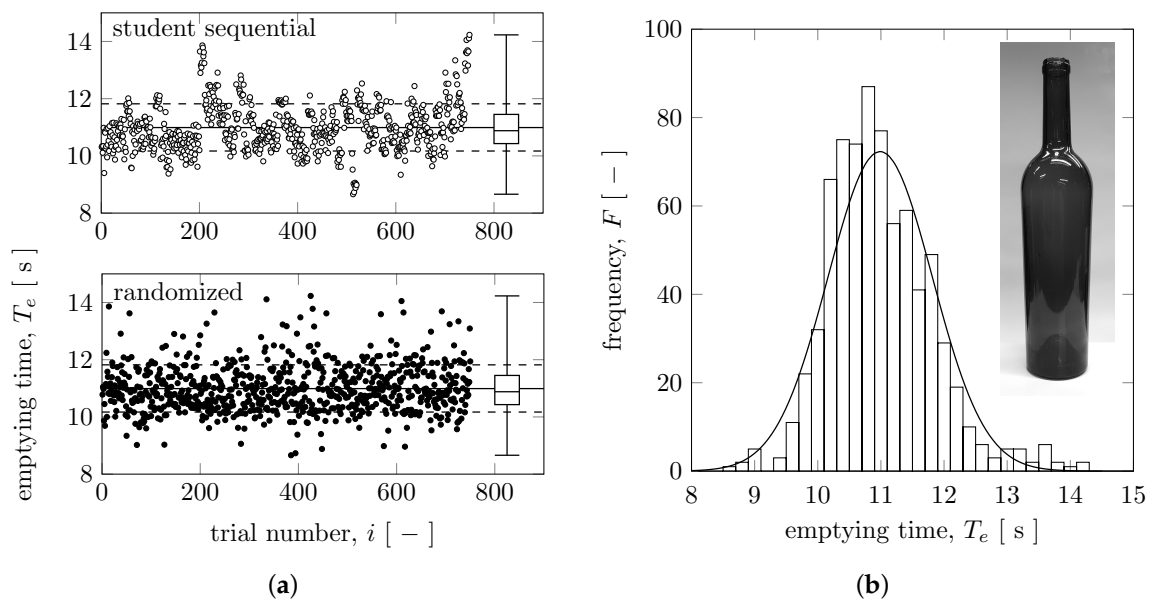 student sequential
14
12
10
8
0 200 400 600 800
randomized
14
12
10
8
0 200 400 600 800
emptying time, T_e [ s ]
trial number, i [ − ]
(a)
100
80
60
40
20
0
8 9 10 11 12 13 14 15
frequency, F [ − ]
emptying time, T_e [ s ]
(b)